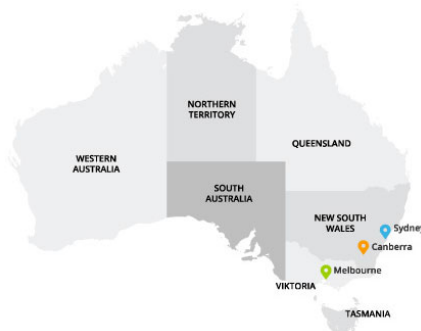 NORTHERN
TERRITORY
QUEENSLAND
WESTERN
AUSTRALIA
SOUTH
AUSTRALIA
NEW SOUTH
WALES
Sydney
Canberra
Melbourne
VIKTORIA
TASMANIA